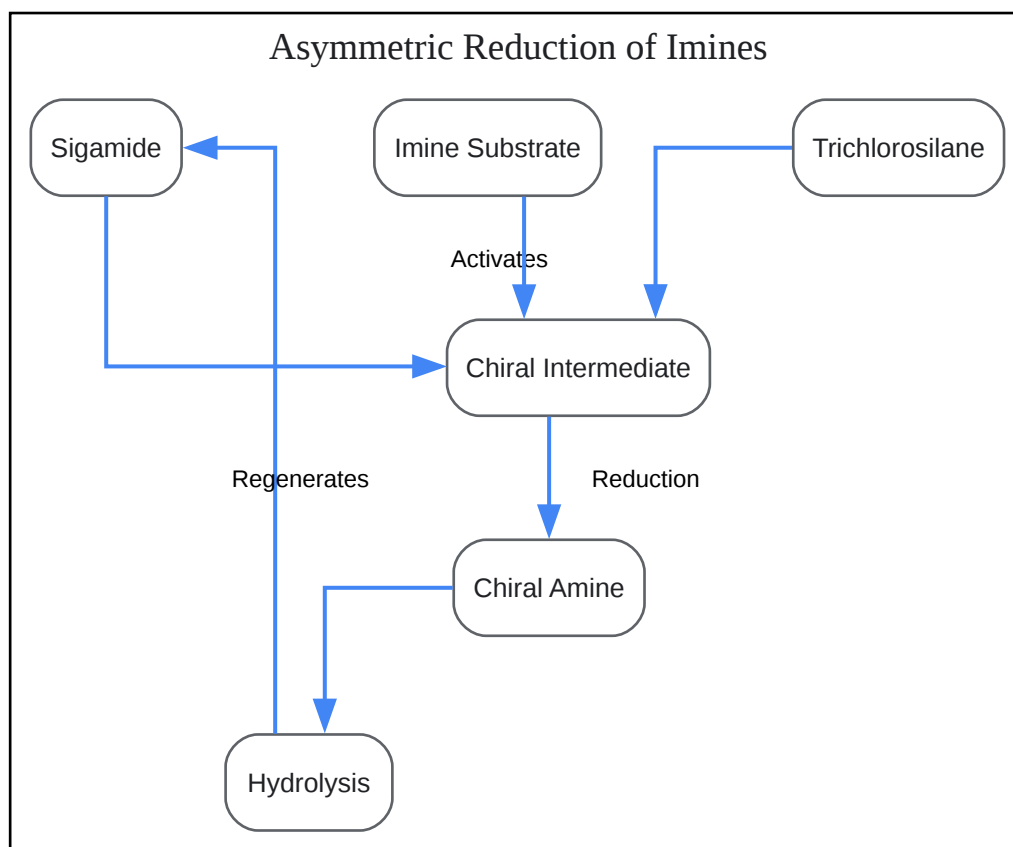 Asymmetric Reduction of Imines
Sigamide
Imine Substrate
Trichlorosilane
Activates
Chiral Intermediate
Regenerates
Reduction
Chiral Amine
Hydrolysis